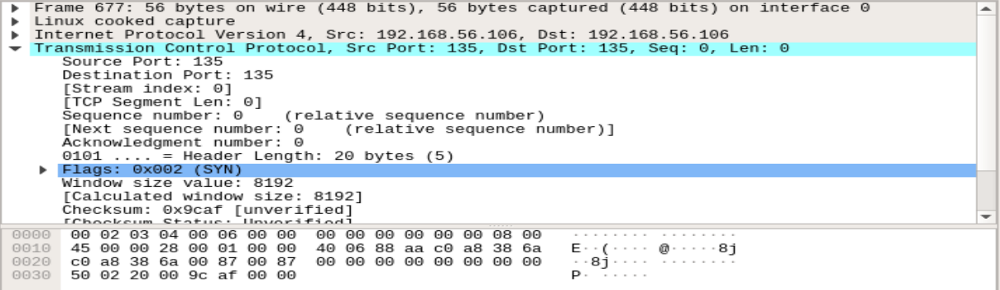 Frame 677: 56 bytes on wire (448 bits), 56 bytes captured (448 bits) on interface 0
Linux cooked capture
Internet Protocol Version 4, Src: 192.168.56.106, Dst: 192.168.56.106
Transmission Control Protocol, Src Port: 135, Dst Port: 135, Seq: 0, Len: 0
Source Port: 135
Destination Port: 135
[Stream index: 0]
[TCP Segment Len: 0]
Sequence number: 0    (relative sequence number)
[Next sequence number: 0    (relative sequence number)]
Acknowledgment number: 0
0101 .... = Header Length: 20 bytes (5)
Flags: 0x002 (SYN)
Window size value: 8192
[Calculated window size: 8192]
Checksum: 0x9caf [unverified]
[Checksum Status: Unverified]
0000  00 02 03 04 00 06 00 00  00 00 00 00 00 00 08 00  ········ ········
0010  45 00 00 28 00 01 00 00  40 06 88 aa c0 a8 38 6a  E··(···· @·····8j
0020  c0 a8 38 6a 00 87 00 87  00 00 00 00 00 00 00 00  ··8j···· ········
0030  50 02 20 00 9c af 00 00  P· ·····